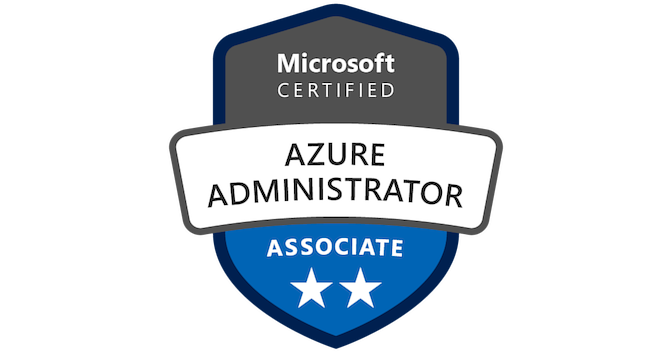 Microsoft
CERTIFIED
AZURE
ADMINISTRATOR
ASSOCIATE